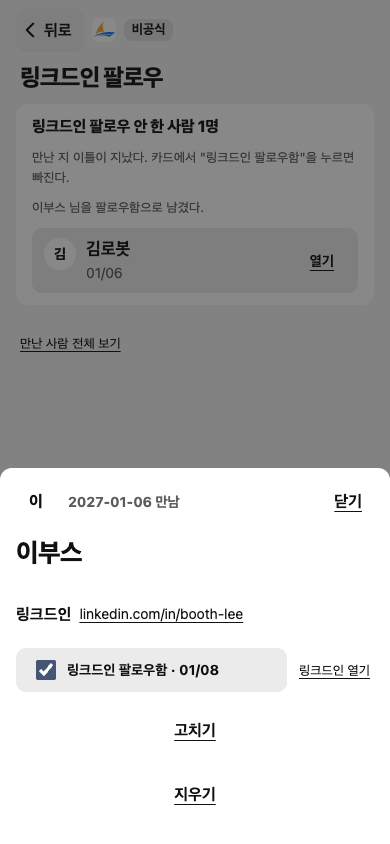 뒤로
비공식
링크드인 팔로우
링크드인 팔로우 안 한 사람 1명
만난 지 이틀이 지났다. 카드에서 "링크드인 팔로우함"을 누르면
빠진다.
이부스 님을 팔로우함으로 남겼다.
김
김로봇
01/06
열기
만난 사람 전체 보기
이
2027-01-06 만남
닫기
이부스
링크드인 linkedin.com/in/booth-lee
링크드인 팔로우함 · 01/08
링크드인 열기
고치기
지우기